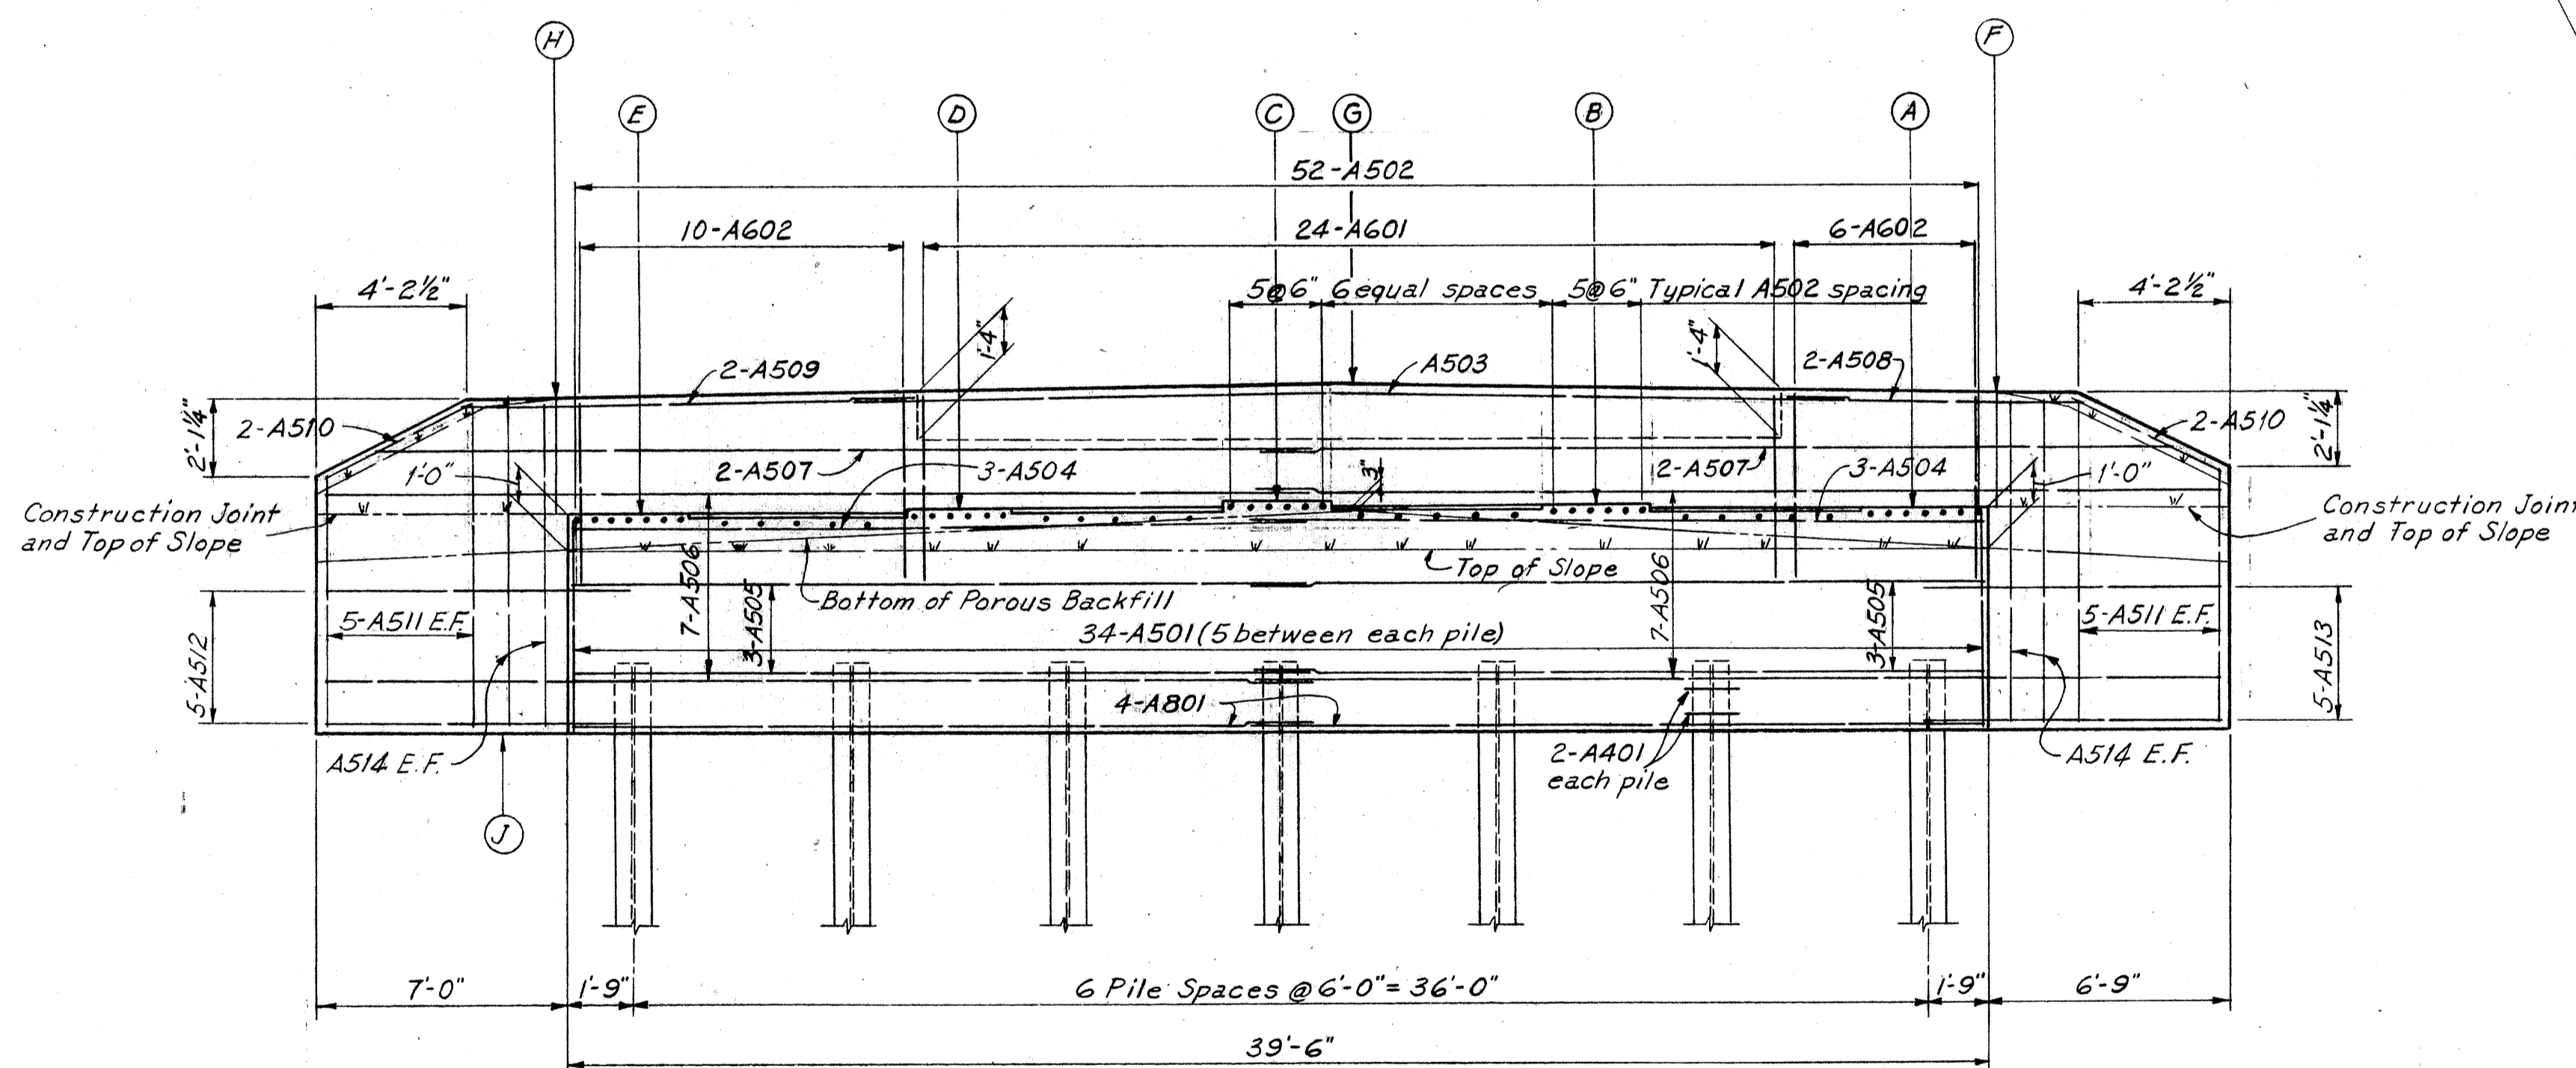 H
F
E
D
C
G
B
A
52-A502
10-A602
24-A601
6-A602
4'-2½"
5@6"
6 equal spaces
5@6"
Typical A502 spacing
4'-2½"
1'-4"
1'-4"
2-A509
A503
2-A508
2'-1¼"
2-A510
2-A510
2'-1¼"
1'-0"
2-A507
3-A504
3"
2-A507
3-A504
1'-0"
Construction Joint
and Top of Slope
Construction Joint
and Top of Slope
Top of Slope
Bottom of Porous Backfill
7-A506
3-A505
7-A506
3-A505
5-A511 E.F.
34-A501 (5 between each pile)
5-A511 E.F.
5-A512
5-A513
4-A801
2-A401
each pile
A514 E.F.
A514 E.F.
J
7'-0"
1'-9"
6 Pile Spaces @ 6'-0" = 36'-0"
1'-9"
6'-9"
39'-6"